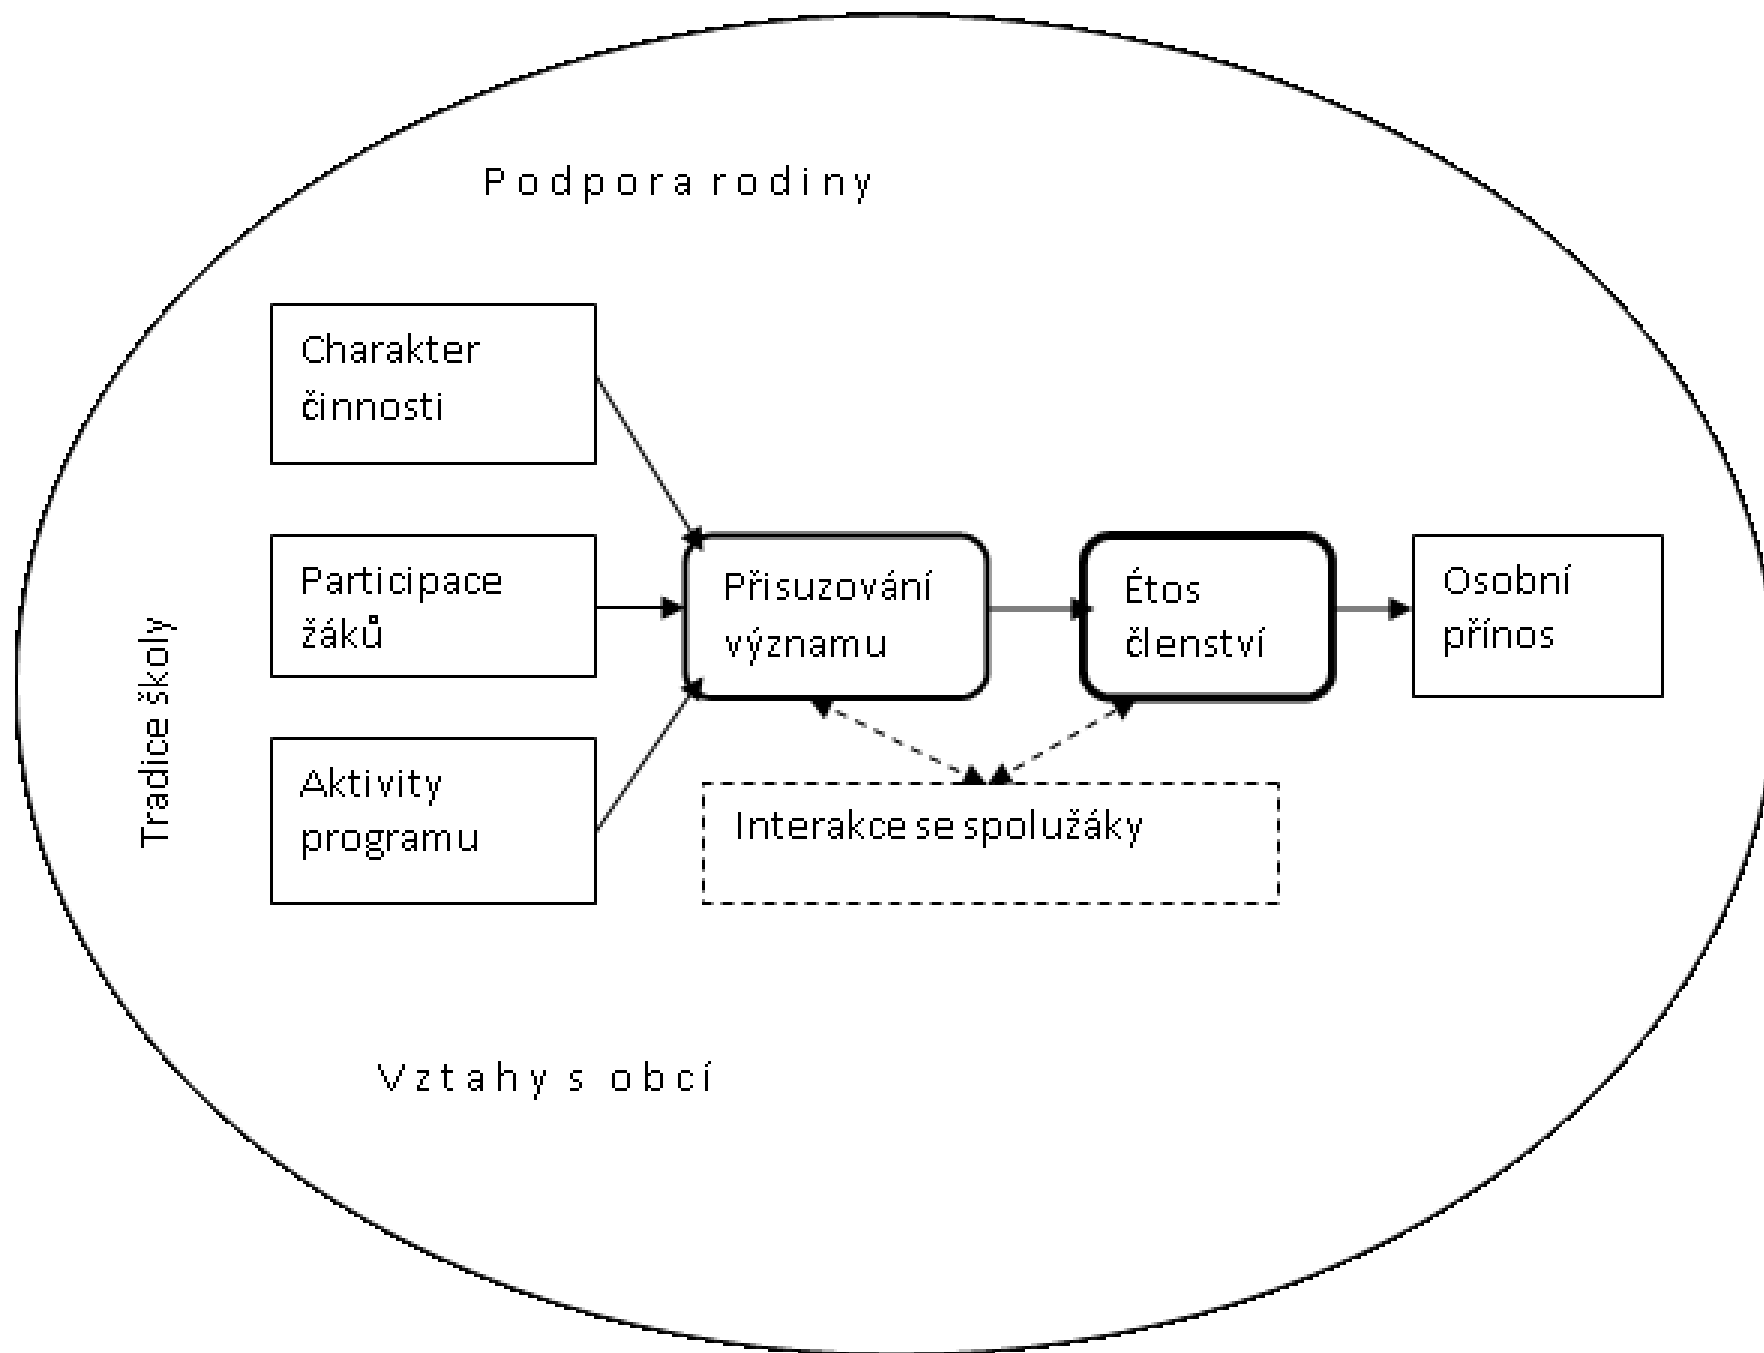 Podpora rodiny
Charakter
činnosti
Participace
žáků
Aktivity
programu
Tradice školy
Přisuzování
významu
Étos
členství
Osobní
přínos
Interakce se spolužáky
Vztahy s obcí